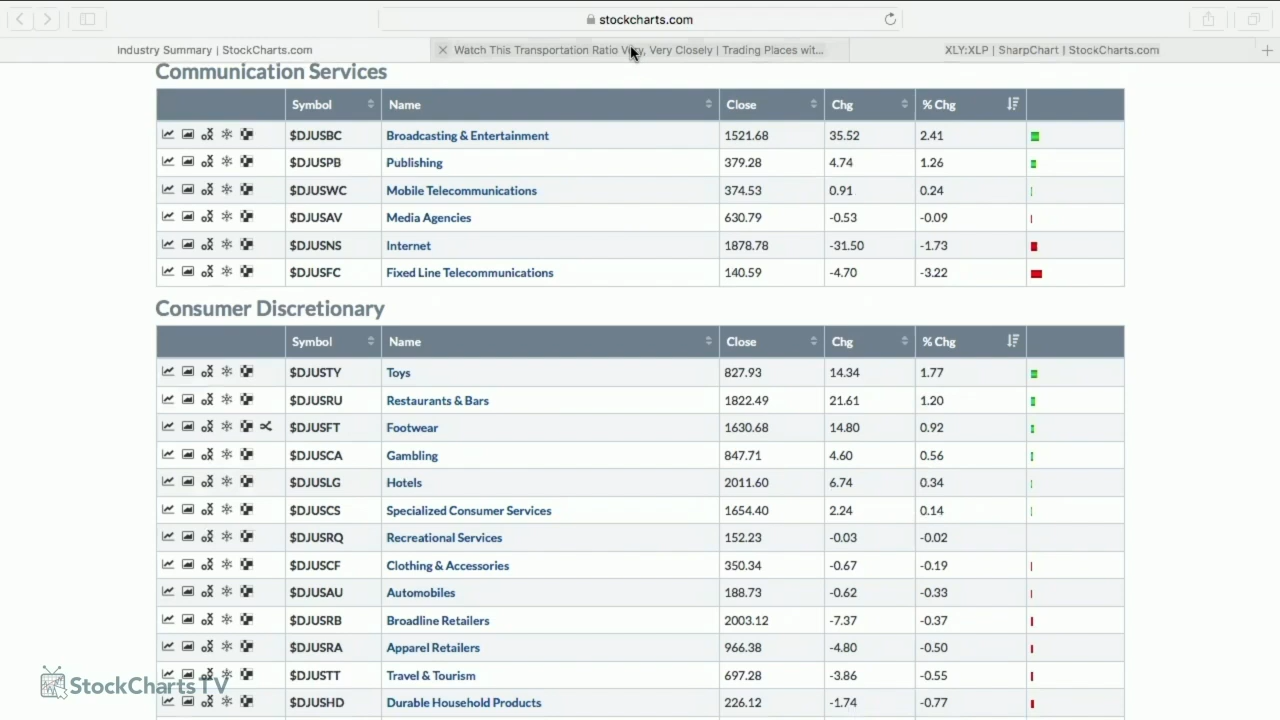 stockcharts.com
Industry Summary | StockCharts.com
Watch This Transportation Ratio Very, Very Closely | Trading Places wit...
XLY:XLP | SharpChart | StockCharts.com
Communication Services
Symbol Name Close Chg % Chg
$DJUSBC Broadcasting & Entertainment 1521.68 35.52 2.41
$DJUSPB Publishing 379.28 4.74 1.26
$DJUSWC Mobile Telecommunications 374.53 0.91 0.24
$DJUSAV Media Agencies 630.79 -0.53 -0.09
$DJUSNS Internet 1878.78 -31.50 -1.73
$DJUSFC Fixed Line Telecommunications 140.59 -4.70 -3.22
Consumer Discretionary
Symbol Name Close Chg % Chg
$DJUSTY Toys 827.93 14.34 1.77
$DJUSRU Restaurants & Bars 1822.49 21.61 1.20
$DJUSFT Footwear 1630.68 14.80 0.92
$DJUSCA Gambling 847.71 4.60 0.56
$DJUSLG Hotels 2011.60 6.74 0.34
$DJUSCS Specialized Consumer Services 1654.40 2.24 0.14
$DJUSRQ Recreational Services 152.23 -0.03 -0.02
$DJUSCF Clothing & Accessories 350.34 -0.67 -0.19
$DJUSAU Automobiles 188.73 -0.62 -0.33
$DJUSRB Broadline Retailers 2003.12 -7.37 -0.37
$DJUSRA Apparel Retailers 966.38 -4.80 -0.50
$DJUSTT Travel & Tourism 697.28 -3.86 -0.55
$DJUSHD Durable Household Products 226.12 -1.74 -0.77
StockCharts TV